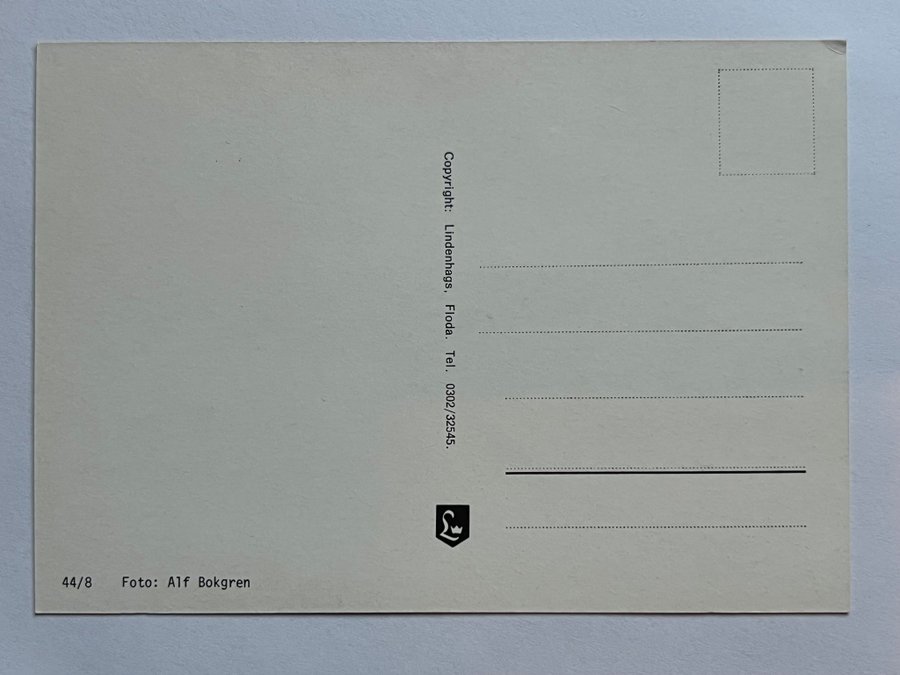 Copyright: Lindenhags, Floda. Tel. 0302/32545.
L
44/8 Foto: Alf Bokgren